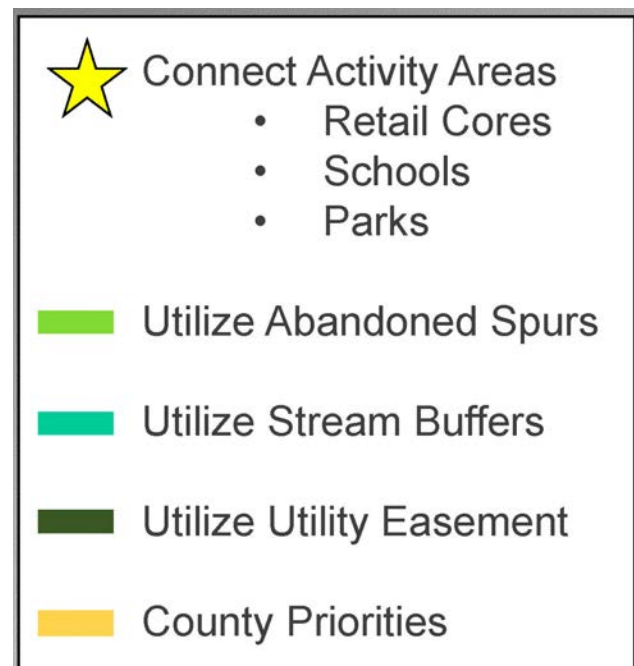 Connect Activity Areas
• Retail Cores
• Schools
• Parks
Utilize Abandoned Spurs
Utilize Stream Buffers
Utilize Utility Easement
County Priorities